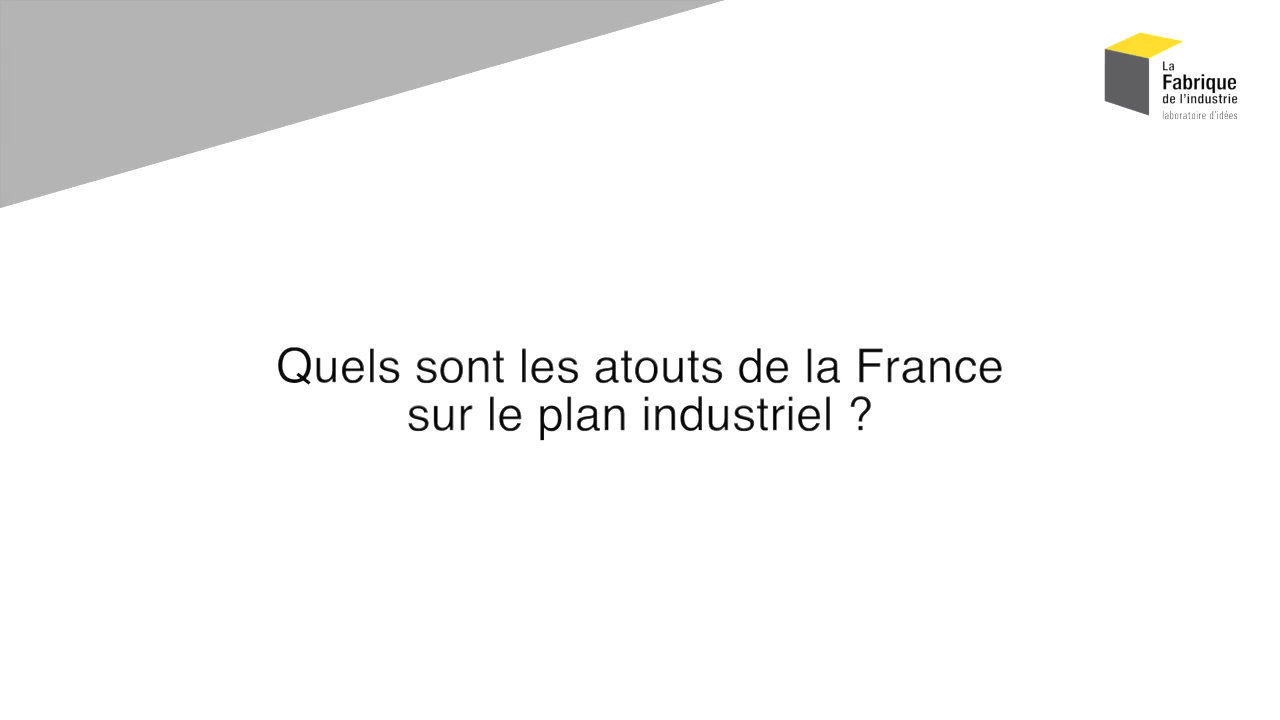 La
Fabrique
de l'industrie
laboratoire d'idées
Quels sont les atouts de la France
sur le plan industriel ?